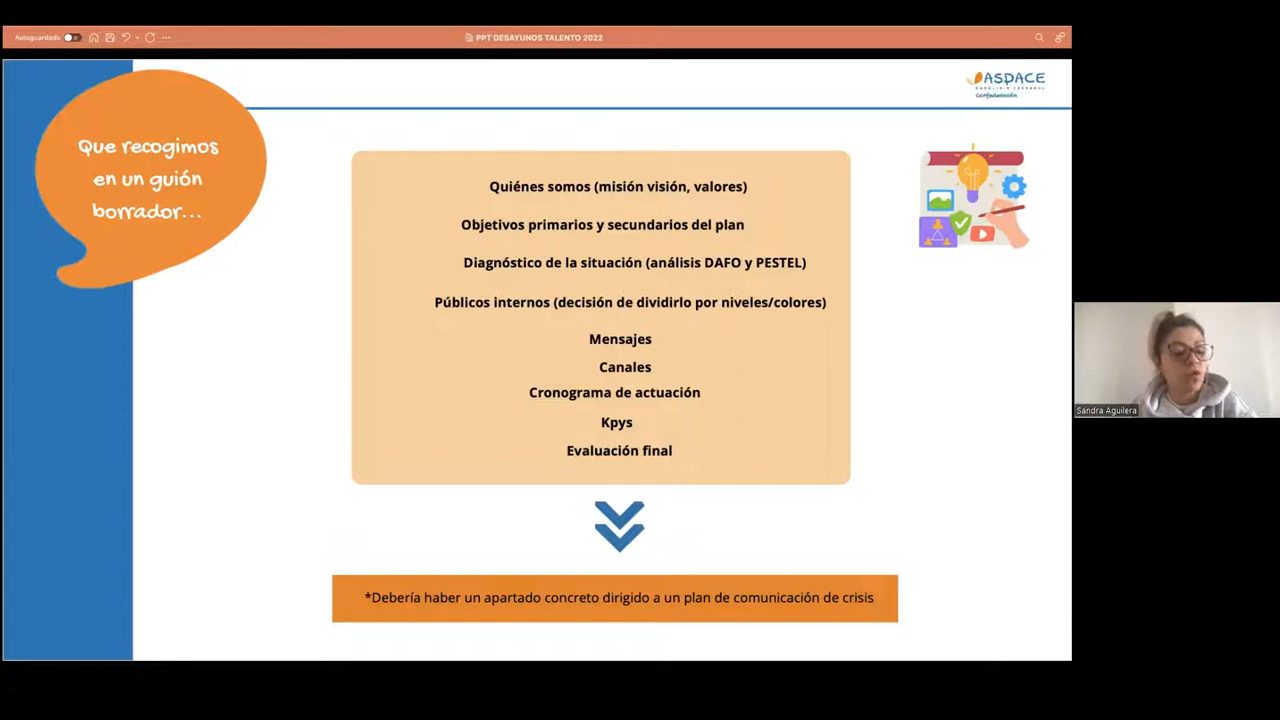 Autoguardado
PPT DESAYUNOS TALENTO 2022
ASPACE
PARÁLISIS CEREBRAL
Confederación
Que recogimos
en un guión
borrador...
Quiénes somos (misión visión, valores)
Objetivos primarios y secundarios del plan
Diagnóstico de la situación (análisis DAFO y PESTEL)
Públicos internos (decisión de dividirlo por niveles/colores)
Mensajes
Canales
Cronograma de actuación
Kpys
Evaluación final
*Debería haber un apartado concreto dirigido a un plan de comunicación de crisis
Sandra Aguilera